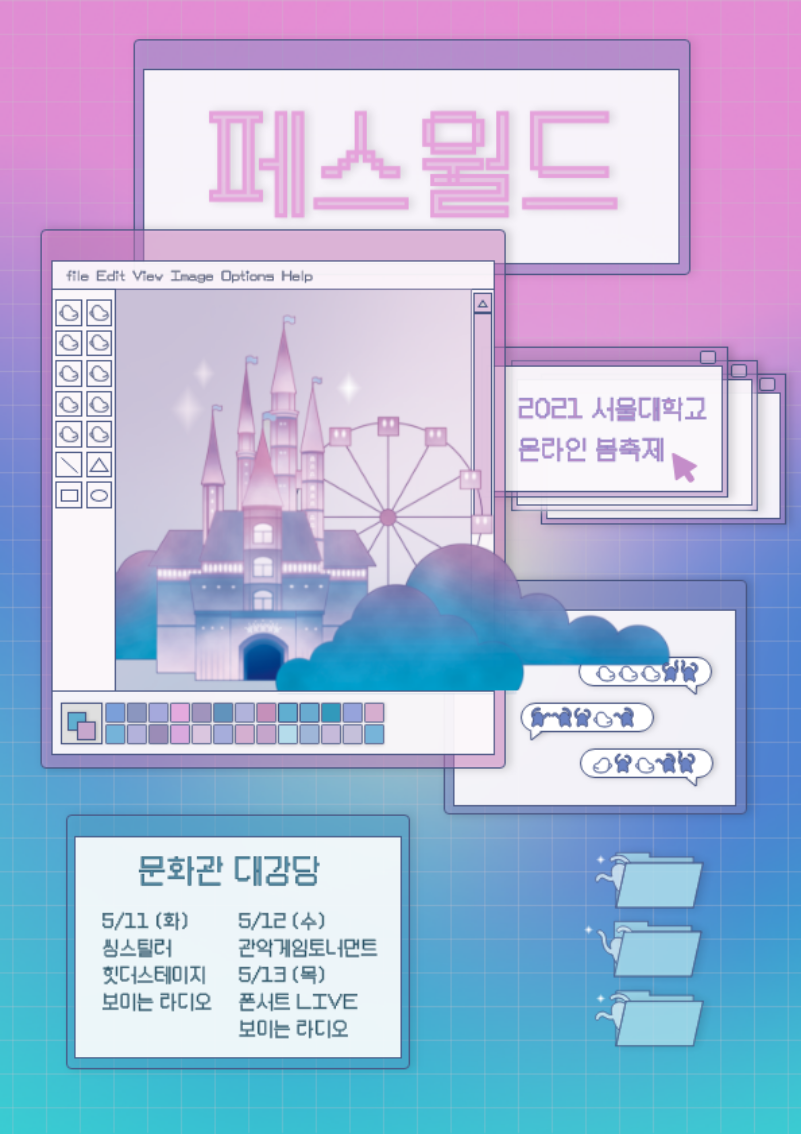 페스월드
file Edit View Image Options Help
2021 서울대학교
온라인 봄축제
문화관 대강당
5/11 (화)
싱스틸러
힛더스테이지
보이는 라디오
5/12 (수)
관악게임토너먼트
5/13 (목)
폰서트 LIVE
보이는 라디오